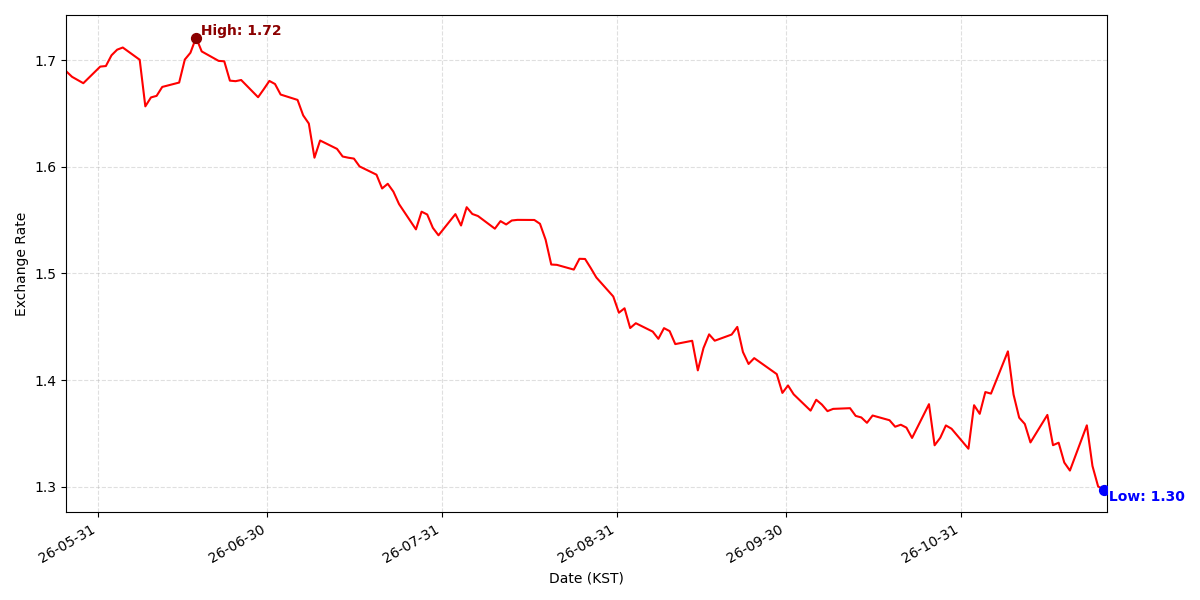 High: 1.72
1.7
1.6
1.5
1.4
1.3
Exchange Rate
Low: 1.30
26-05-31
26-06-30
26-07-31
26-08-31
26-09-30
26-10-31
Date (KST)